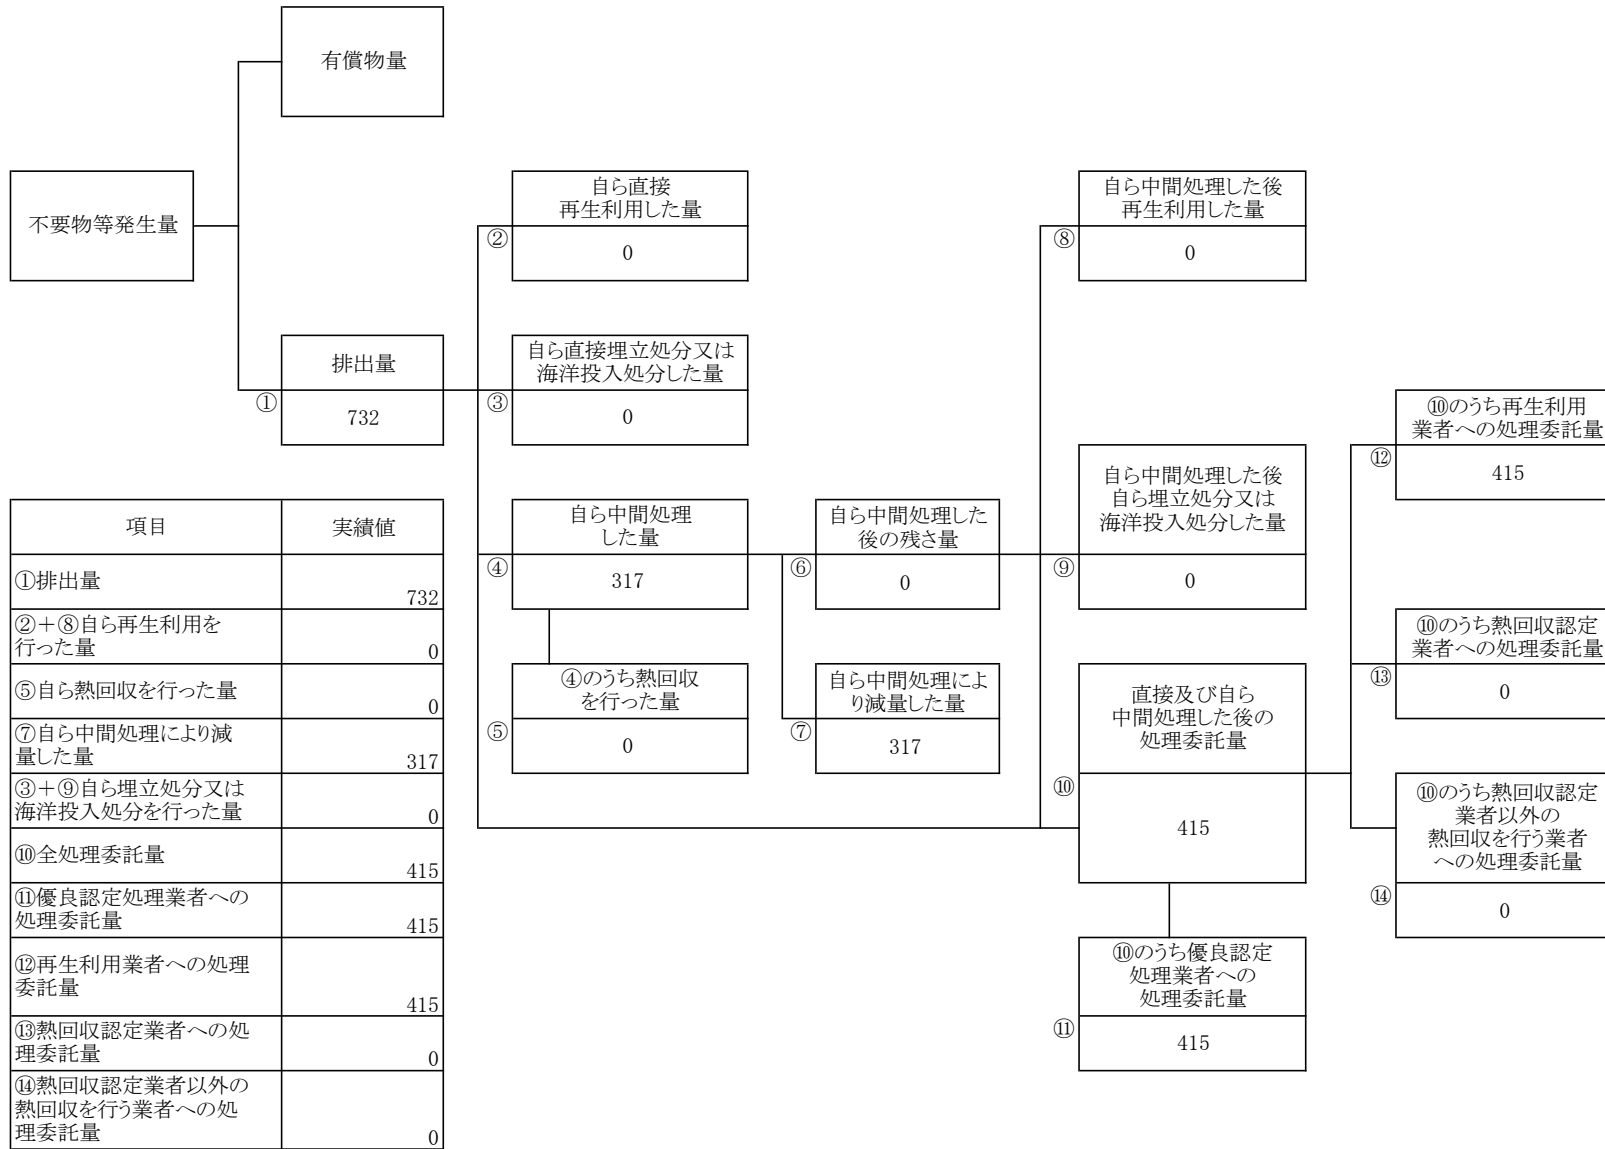 有償物量
不要物等発生量
自ら直接
再生利用した量
②
0
自ら中間処理した後
再生利用した量
⑧
0
排出量
①
732
自ら直接埋立処分又は
海洋投入処分した量
③
0
⑩のうち再生利用
業者への処理委託量
⑫
415
自ら中間処理
した量
④
317
自ら中間処理した
後の残さ量
⑥
0
自ら中間処理した後
自ら埋立処分又は
海洋投入処分した量
⑨
0
⑩のうち熱回収認定
業者への処理委託量
⑬
0
④のうち熱回収
を行った量
⑤
0
自ら中間処理によ
り減量した量
⑦
317
直接及び自ら
中間処理した後の
処理委託量
⑩
415
⑩のうち熱回収認定
業者以外の
熱回収を行う業者
への処理委託量
⑭
0
⑩のうち優良認定
処理業者への
処理委託量
⑪
415
項目
実績値
①排出量
732
②＋⑧自ら再生利用を
行った量
0
⑤自ら熱回収を行った量
0
⑦自ら中間処理により減
量した量
317
③＋⑨自ら埋立処分又は
海洋投入処分を行った量
0
⑩全処理委託量
415
⑪優良認定処理業者への
処理委託量
415
⑫再生利用業者への処理
委託量
415
⑬熱回収認定業者への処
理委託量
0
⑭熱回収認定業者以外の
熱回収を行う業者への処
理委託量
0